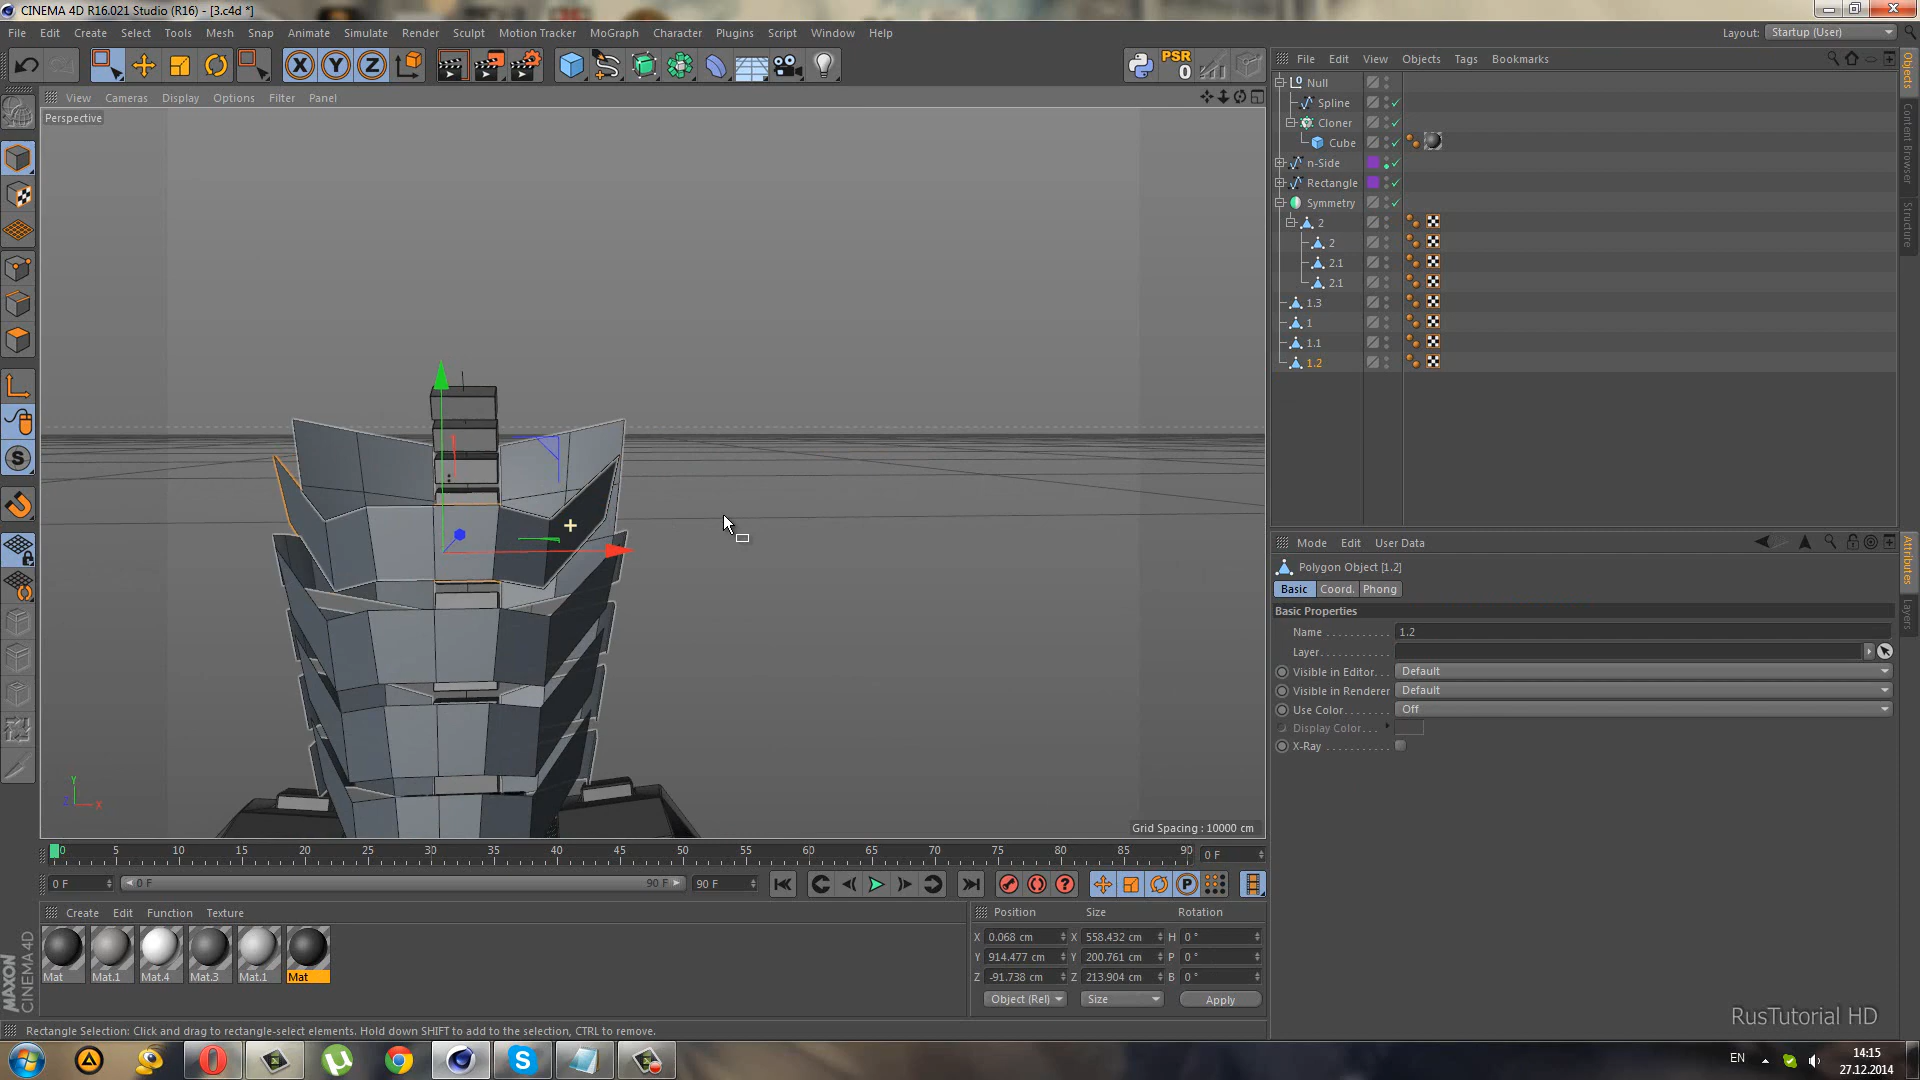 CINEMA 4D R16.021 Studio (R16) - [3.c4d *]
File Edit Create Select Tools Mesh Snap Animate Simulate Render Sculpt Motion Tracker MoGraph Character Plugins Script Window Help
Layout: Startup (User)
X Y Z
PSR
0
File Edit View Objects Tags Bookmarks
View Cameras Display Options Filter Panel
Perspective
Null
Spline
Cloner
Cube
n-Side
Rectangle
Symmetry
2
2
2.1
2.1
1.3
1
1.1
1.2
Objects
Content Browser
Structure
Mode Edit User Data
Polygon Object [1.2]
Basic Coord. Phong
Basic Properties
Name 1.2
Layer
Visible in Editor Default
Visible in Renderer Default
Use Color Off
Display Color
X-Ray
Attributes
Layers
Y
Z X
Grid Spacing : 10000 cm
0 5 10 15 20 25 30 35 40 45 50 55 60 65 70 75 80 85 90
0 F
0 F 0 F 90 F 90 F
Create Edit Function Texture
Mat Mat.1 Mat.4 Mat.3 Mat.1 Mat
Position Size Rotation
X 0.068 cm X 558.432 cm H 0 °
Y 914.477 cm Y 200.761 cm P 0 °
Z -91.738 cm Z 213.904 cm B 0 °
Object (Rel) Size Apply
MAXON
CINEMA 4D
RusTutorial HD
Rectangle Selection: Click and drag to rectangle-select elements. Hold down SHIFT to add to the selection, CTRL to remove.
EN
14:15
27.12.2014